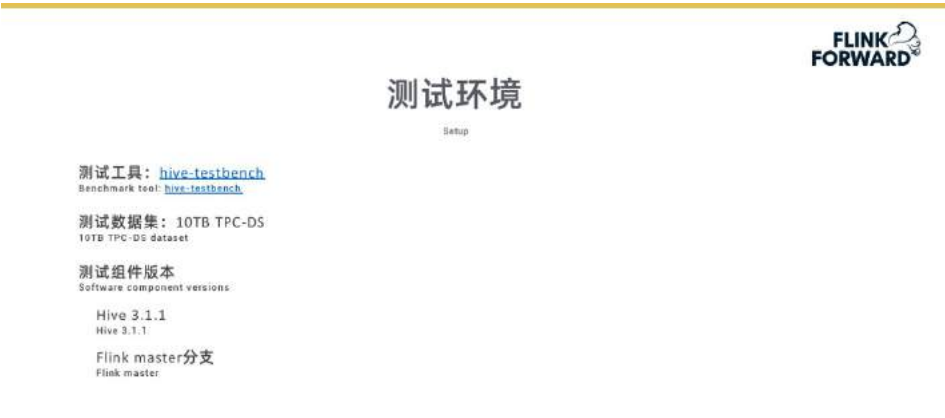 FLINK
FORWARD
测试环境
Setup
测试工具：hive-testbench
Benchmark tool: hive-testbench
测试数据集：10TB TPC-DS
10TB TPC-DS dataset
测试组件版本
Software component versions
Hive 3.1.1
Hive 3.1.1
Flink master分支
Flink master